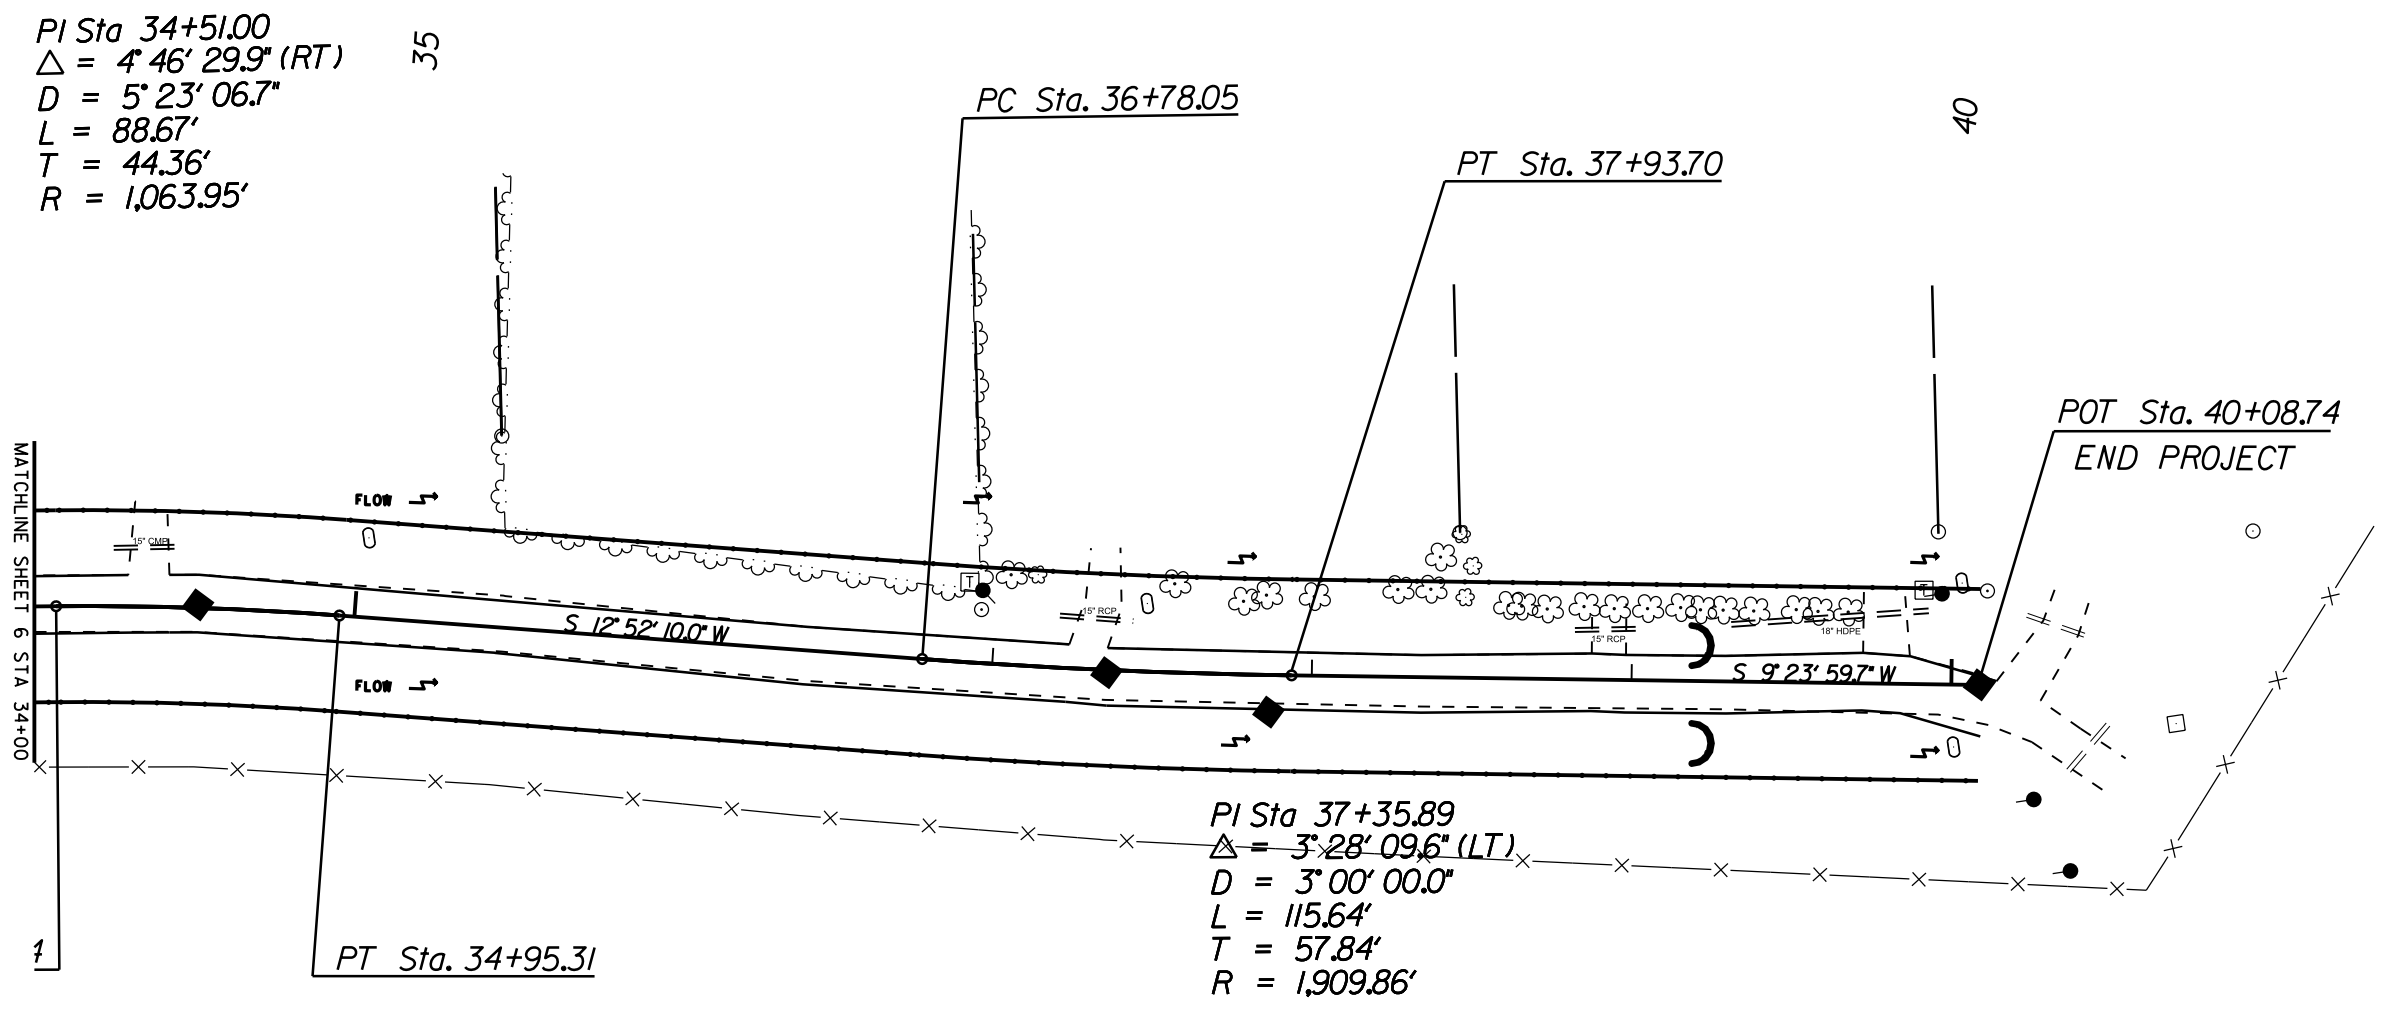 PI Sta 34+51.00
△ = 4° 46' 29.9" (RT)
D = 5° 23' 06.7"
L = 88.67'
T = 44.36'
R = 1,063.95'
35
PC Sta. 36+78.05
PT Sta. 37+93.70
40
POT Sta. 40+08.74
END PROJECT
MATCHLINE SHEET 6 STA 34+00
FLOW
15" CMP
T
T
15" RCP
15" RCP
18" HDPE
S 12° 52' 10.0" W
S 9° 23' 59.7" W
FLOW
PI Sta 37+35.89
△ = 3° 28' 09.6" (LT)
D = 3° 00' 00.0"
L = 115.64'
T = 57.84'
R = 1,909.86'
PT Sta. 34+95.31